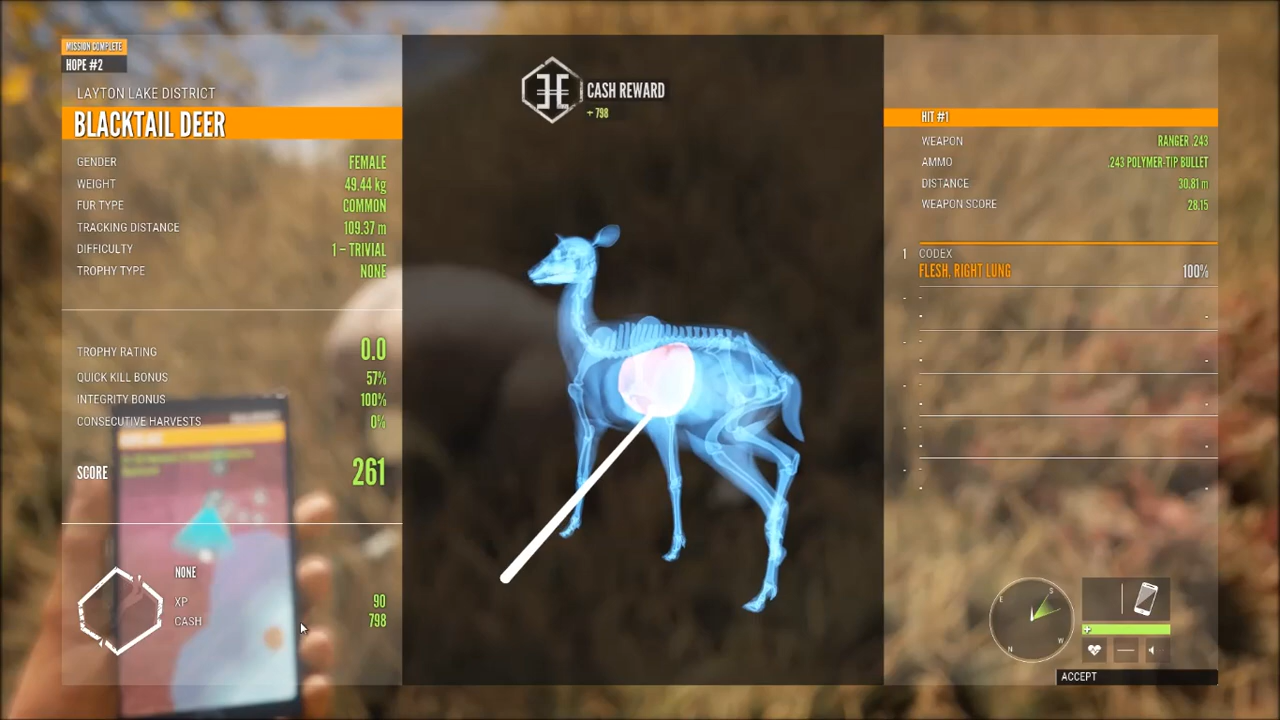 MISSION COMPLETE
HOPE #2
LAYTON LAKE DISTRICT
BLACKTAIL DEER
GENDER FEMALE
WEIGHT 49.44 kg
FUR TYPE COMMON
TRACKING DISTANCE 109.37 m
DIFFICULTY 1 – TRIVIAL
TROPHY TYPE NONE
TROPHY RATING 0.0
QUICK KILL BONUS 57%
INTEGRITY BONUS 100%
CONSECUTIVE HARVESTS 0%
SCORE 261
NONE
XP 90
CASH 798
CASH REWARD
+ 798
HIT #1
WEAPON RANGER .243
AMMO .243 POLYMER-TIP BULLET
DISTANCE 30.81 m
WEAPON SCORE 28.15
1 CODEX
FLESH, RIGHT LUNG 100%
E S
N W
ACCEPT